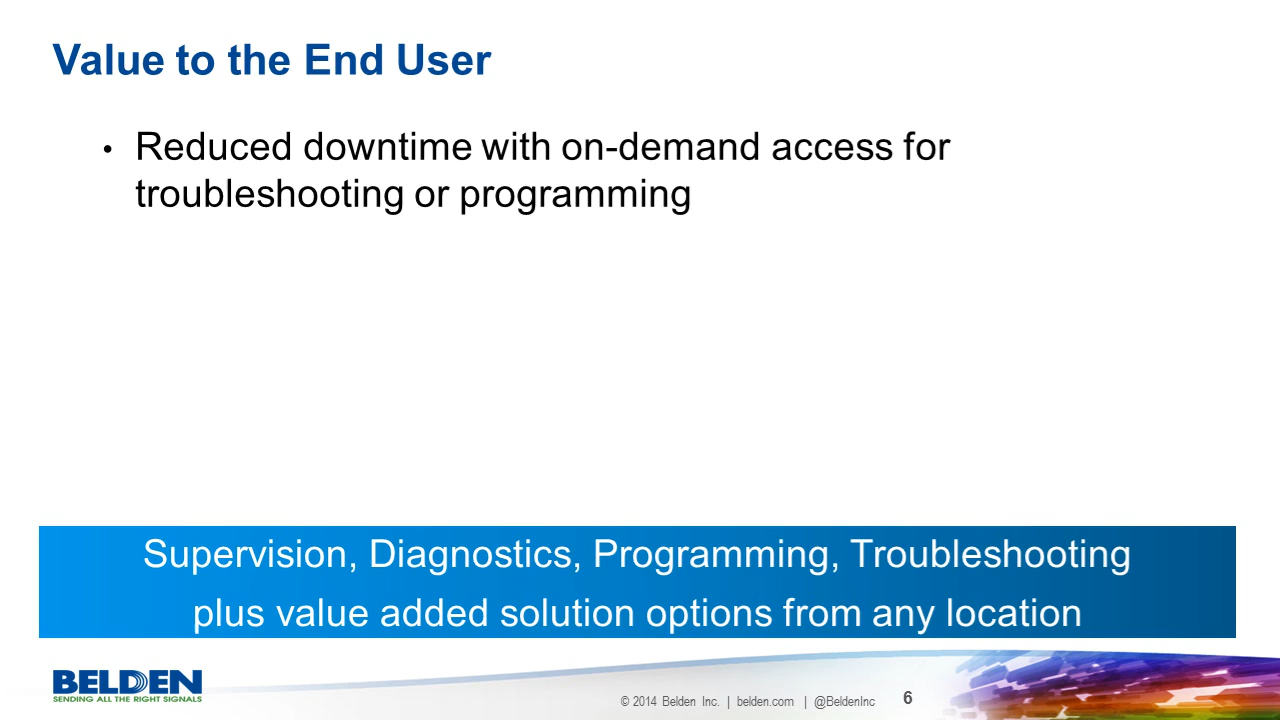 Value to the End User
• Reduced downtime with on-demand access for
troubleshooting or programming
Supervision, Diagnostics, Programming, Troubleshooting
plus value added solution options from any location
BELDEN
SENDING ALL THE RIGHT SIGNALS
© 2014 Belden Inc. | belden.com | @BeldenInc 6